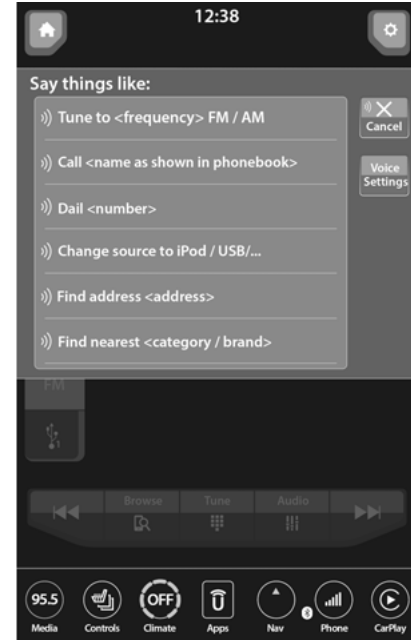 12:38
Say things like:
Tune to <frequency> FM / AM
Cancel
Call <name as shown in phonebook>
Voice
Settings
Dail <number>
Change source to iPod / USB/...
Find address <address>
Find nearest <category / brand>
FM
1
Browse
Tune
Audio
95.5
OFF
Media
Controls
Climate
Apps
Nav
Phone
CarPlay